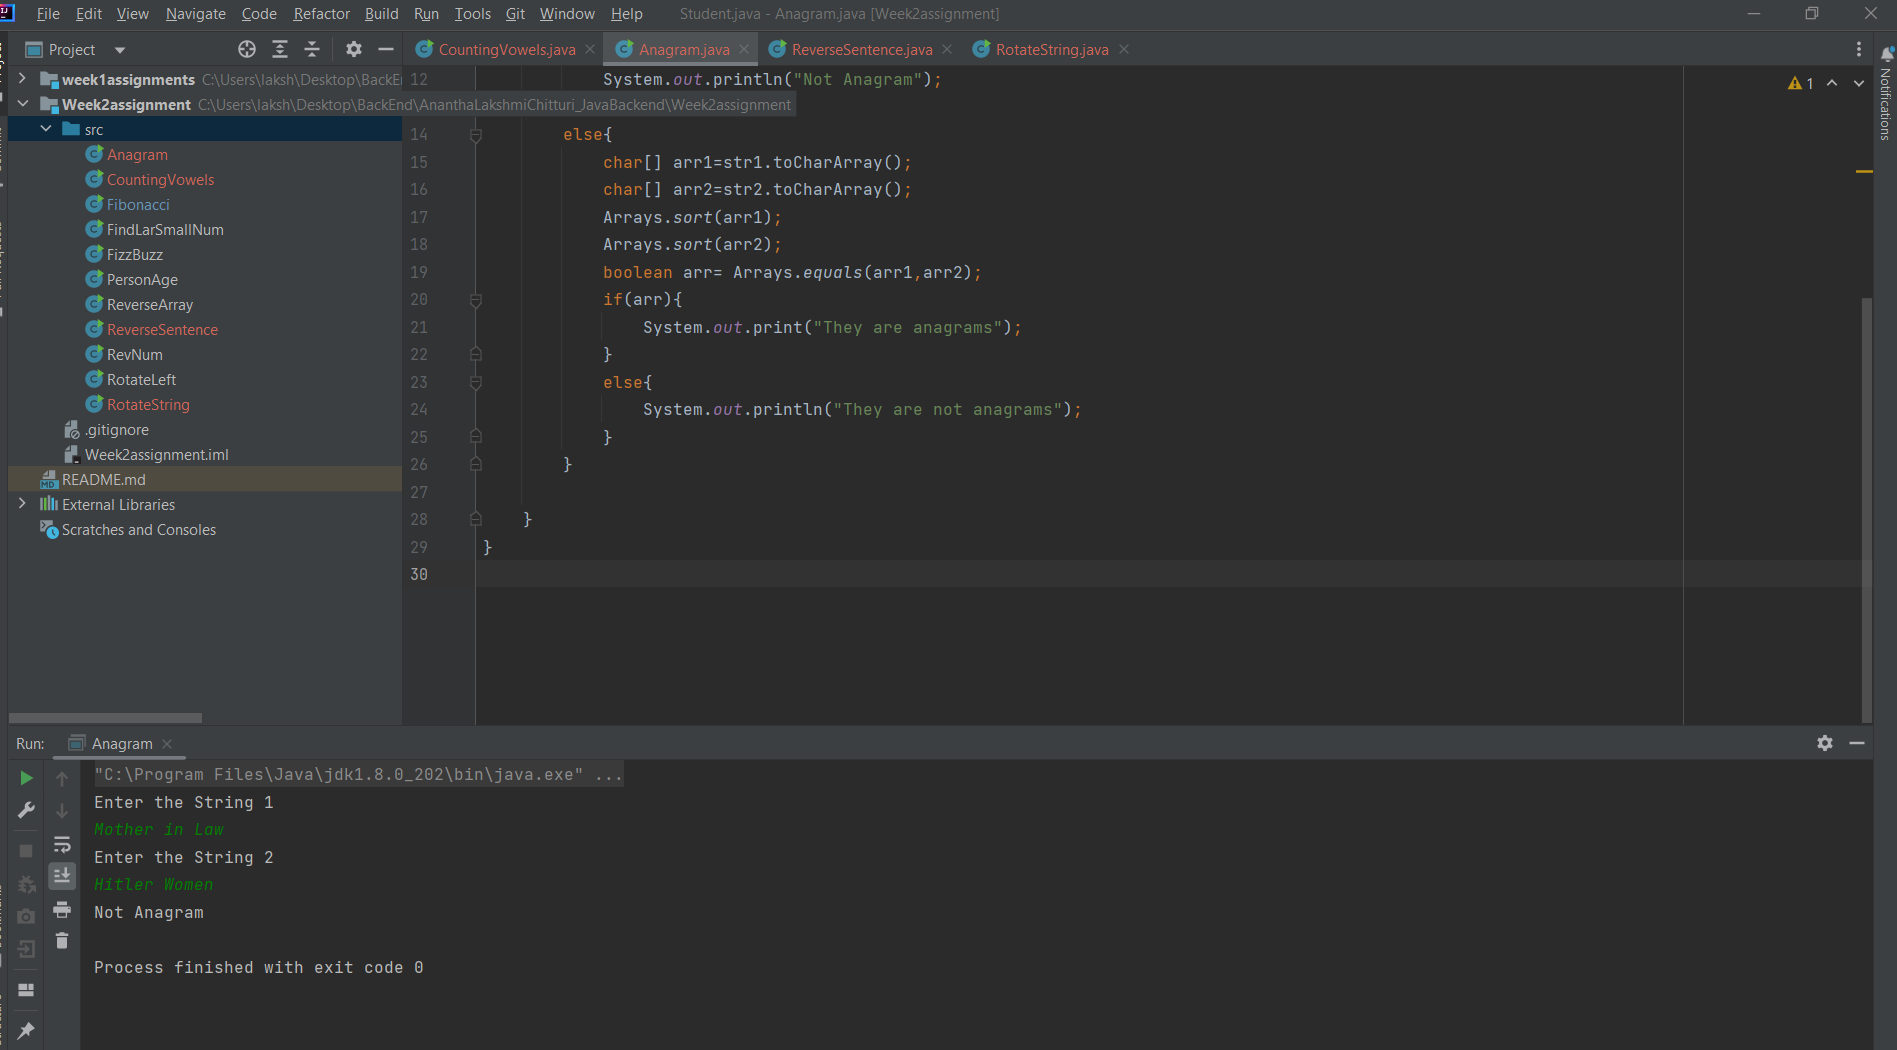 File Edit View Navigate Code Refactor Build Run Tools Git Window Help Student.java - Anagram.java [Week2assignment]
Project
CountingVowels.java Anagram.java ReverseSentence.java RotateString.java
week1assignments C:\Users\laksh\Desktop\BackE
Week2assignment C:\Users\laksh\Desktop\BackEnd\AnanthaLakshmiChitturi_JavaBackend\Week2assignment
src
Anagram
CountingVowels
Fibonacci
FindLarSmallNum
FizzBuzz
PersonAge
ReverseArray
ReverseSentence
RevNum
RotateLeft
RotateString
.gitignore
Week2assignment.iml
README.md
External Libraries
Scratches and Consoles
12 System.out.println("Not Anagram");
14 else{
15 char[] arr1=str1.toCharArray();
16 char[] arr2=str2.toCharArray();
17 Arrays.sort(arr1);
18 Arrays.sort(arr2);
19 boolean arr= Arrays.equals(arr1,arr2);
20 if(arr){
21 System.out.print("They are anagrams");
22 }
23 else{
24 System.out.println("They are not anagrams");
25 }
26 }
27
28 }
29 }
30
1
Notifications
Run: Anagram
"C:\Program Files\Java\jdk1.8.0_202\bin\java.exe" ...
Enter the String 1
Mother in Law
Enter the String 2
Hitler Women
Not Anagram
Process finished with exit code 0